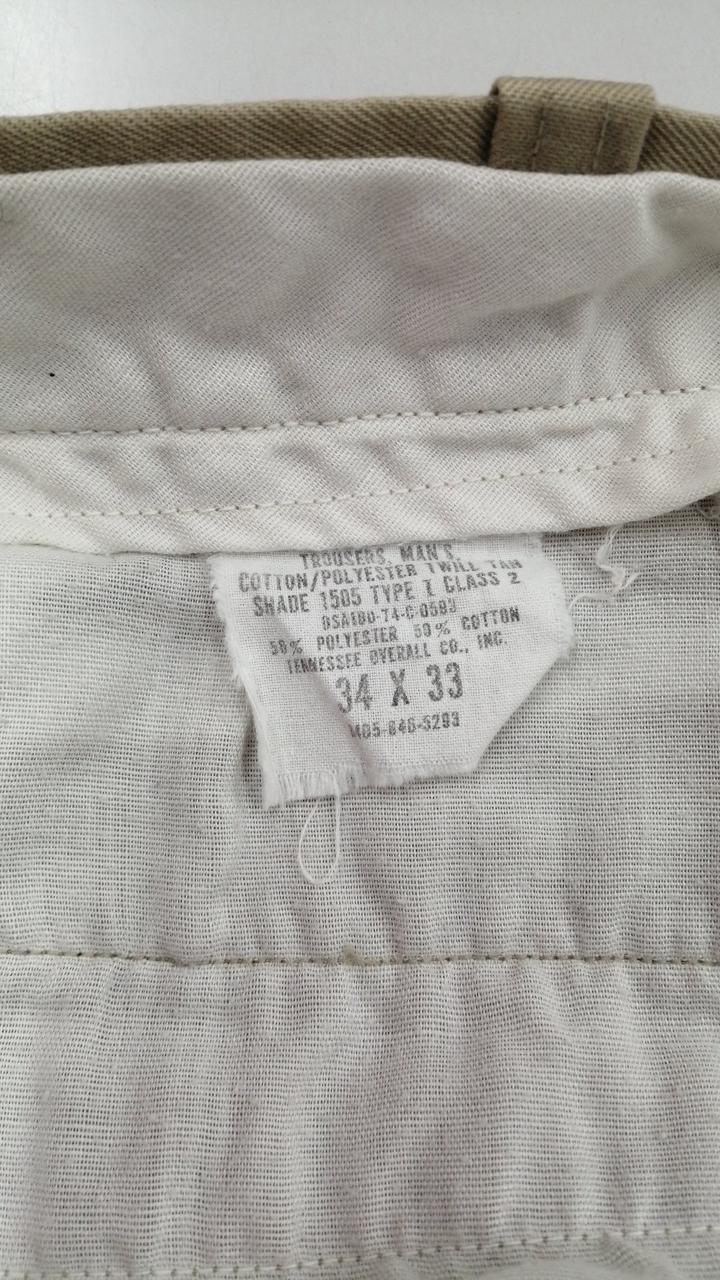 TROUSERS, MAN'S,
COTTON/POLYESTER TWILL TAN
SHADE 1505 TYPE I CLASS 2
DSA100-74-C-0593
50% POLYESTER 50% COTTON
TENNESSEE OVERALL CO., INC.
34 X 33